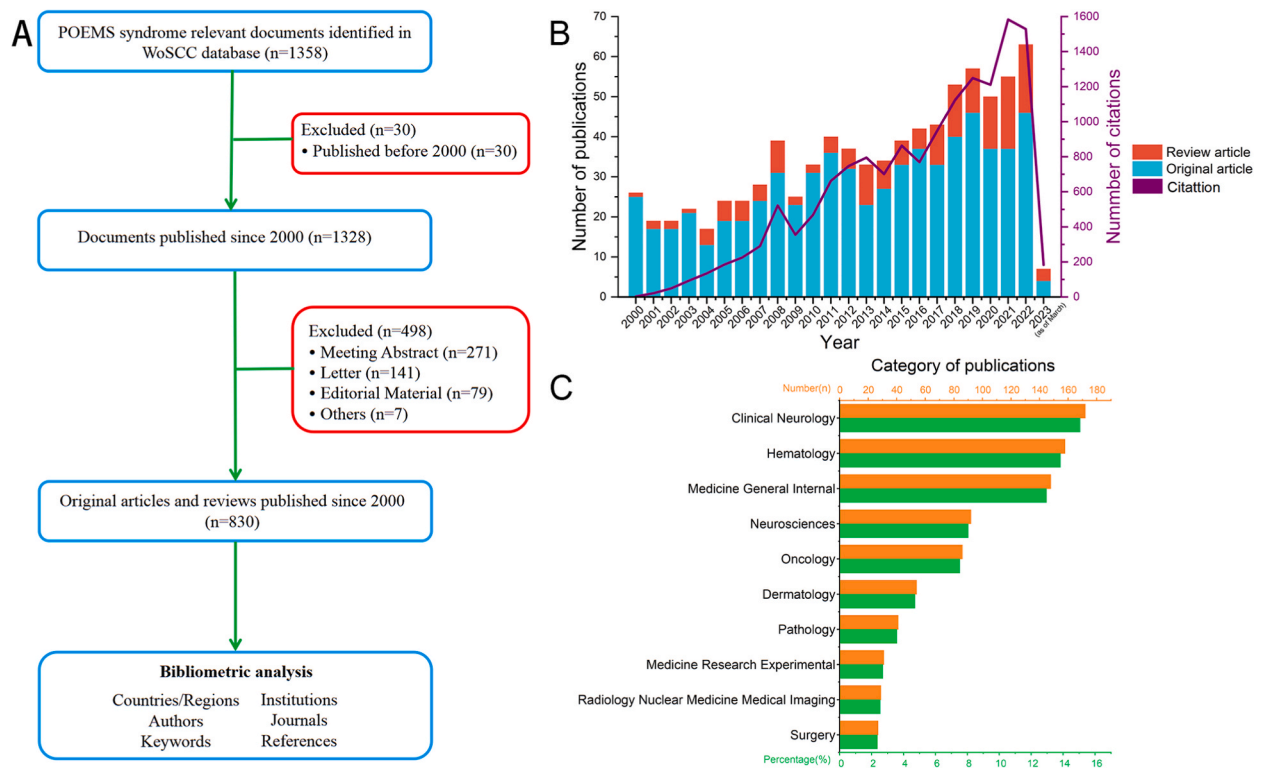 A
POEMS syndrome relevant documents identified in
WoSCC database (n=1358)
Excluded (n=30)
• Published before 2000 (n=30)
Documents published since 2000 (n=1328)
Excluded (n=498)
• Meeting Abstract (n=271)
• Letter (n=141)
• Editorial Material (n=79)
• Others (n=7)
Original articles and reviews published since 2000
(n=830)
Bibliometric analysis
Countries/Regions Institutions
Authors Journals
Keywords References
B
Number of publications
70
60
50
40
30
20
10
0
2000 2001 2002 2003 2004 2005 2006 2007 2008 2009 2010 2011 2012 2013 2014 2015 2016 2017 2018 2019 2020 2021 2022 2023
(as of March)
Year
1600
1400
1200
1000
800
600
400
200
0
Nummber of citations
Review article
Original article
Citattion
C
Category of publications
Number(n) 0 20 40 60 80 100 120 140 160 180
Clinical Neurology
Hematology
Medicine General Internal
Neurosciences
Oncology
Dermatology
Pathology
Medicine Research Experimental
Radiology Nuclear Medicine Medical Imaging
Surgery
Percentage(%) 0 2 4 6 8 10 12 14 16